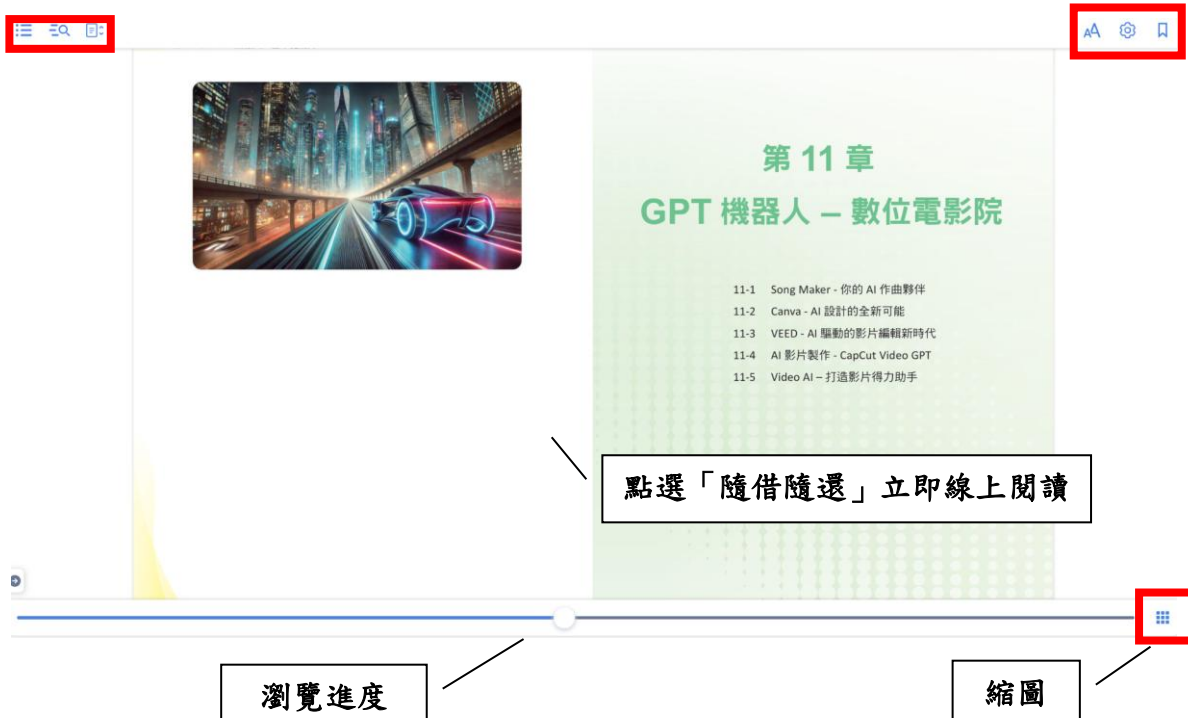 AA
第 11 章
GPT 機器人 – 數位電影院
11-1 Song Maker - 你的 AI 作曲夥伴
11-2 Canva - AI 設計的全新可能
11-3 VEED - AI 驅動的影片編輯新時代
11-4 AI 影片製作 - CapCut Video GPT
11-5 Video AI – 打造影片得力助手
點選「隨借隨還」立即線上閱讀
瀏覽進度
縮圖